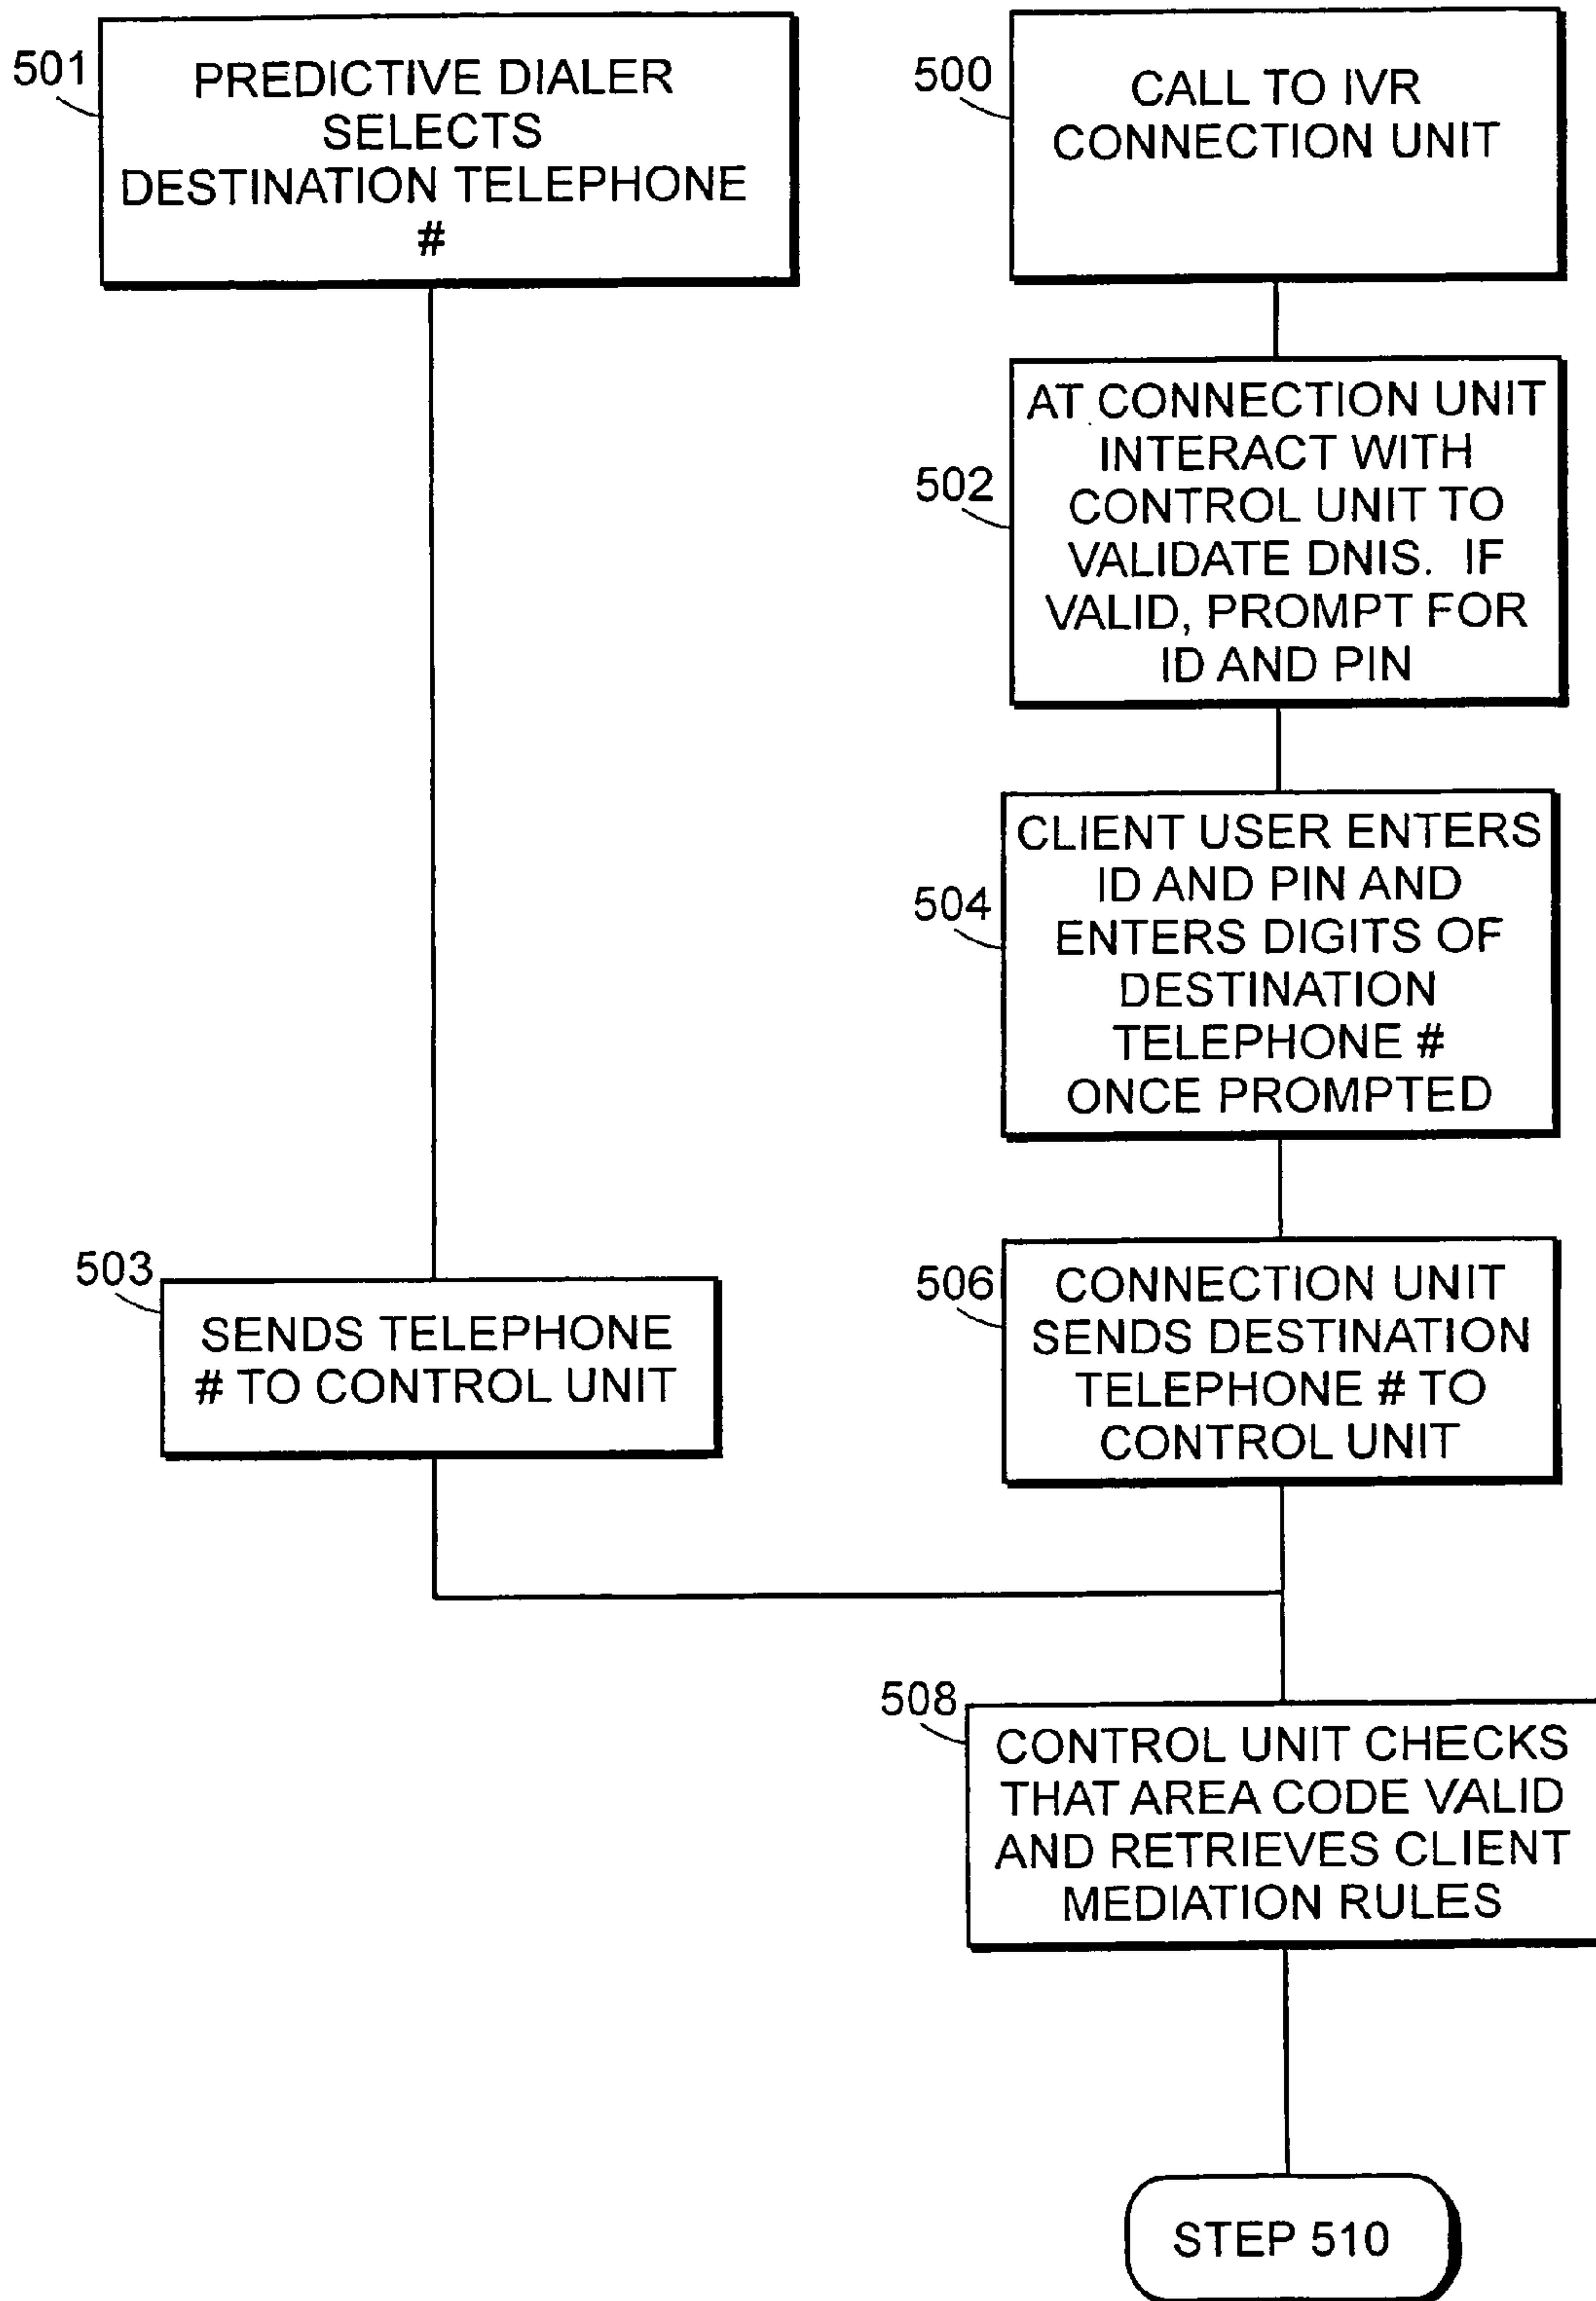 501
PREDICTIVE DIALER
SELECTS
DESTINATION TELEPHONE
#
500
CALL TO IVR
CONNECTION UNIT
502
AT CONNECTION UNIT
INTERACT WITH
CONTROL UNIT TO
VALIDATE DNIS. IF
VALID, PROMPT FOR
ID AND PIN
504
CLIENT USER ENTERS
ID AND PIN AND
ENTERS DIGITS OF
DESTINATION
TELEPHONE #
ONCE PROMPTED
503
SENDS TELEPHONE
# TO CONTROL UNIT
506
CONNECTION UNIT
SENDS DESTINATION
TELEPHONE # TO
CONTROL UNIT
508
CONTROL UNIT CHECKS
THAT AREA CODE VALID
AND RETRIEVES CLIENT
MEDIATION RULES
STEP 510